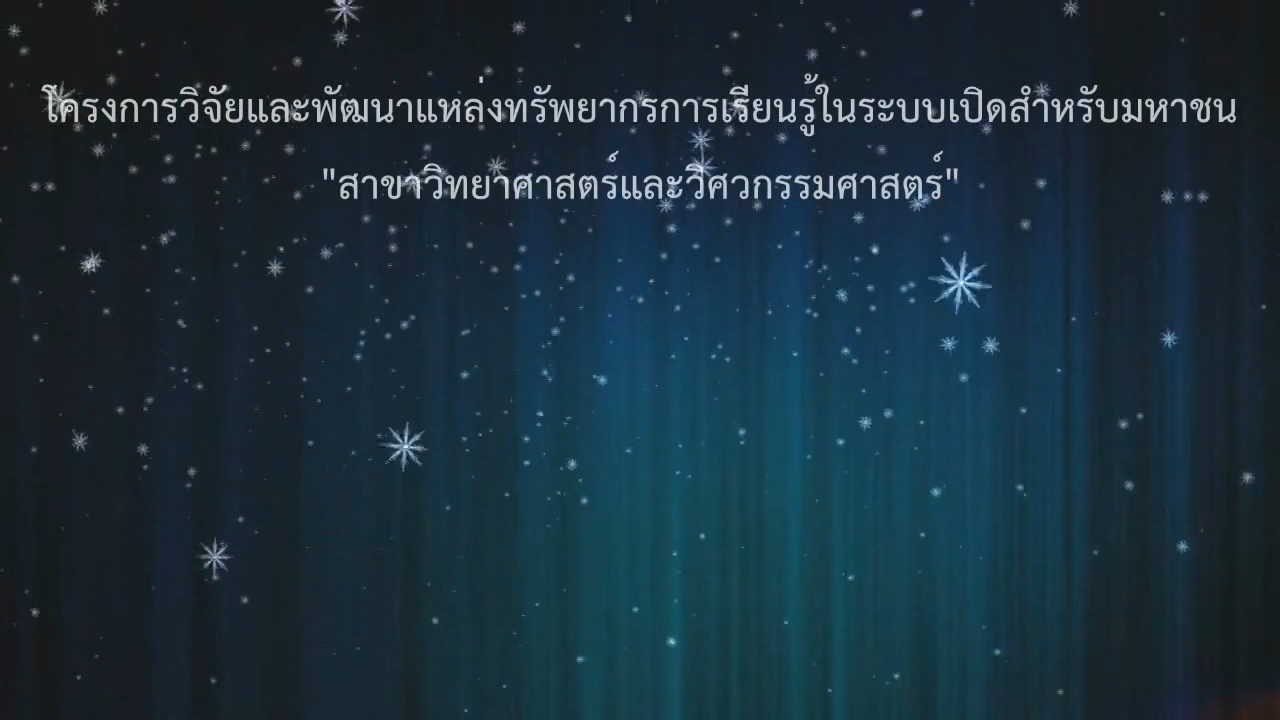 โครงการวิจัยและพัฒนาแหล่งทรัพยากรการเรียนรู้ในระบบเปิดสำหรับมหาชน
"สาขาวิทยาศาสตร์และวิศวกรรมศาสตร์"